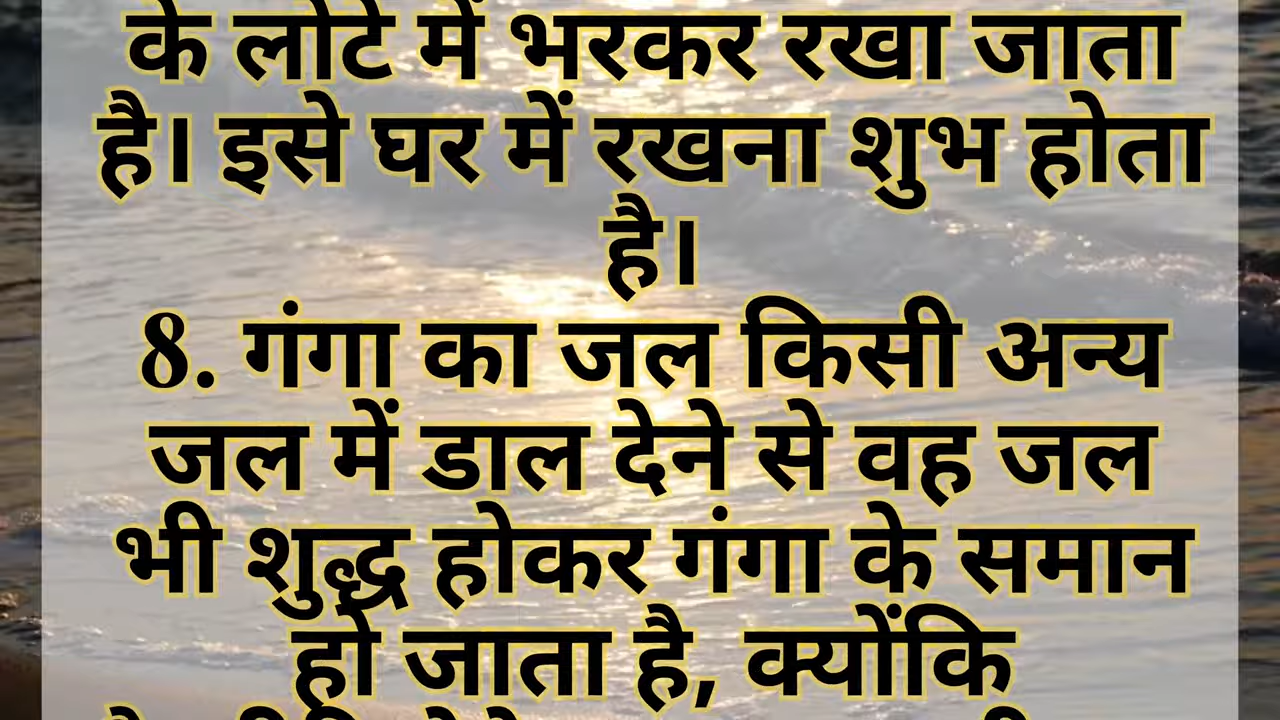 के लोटे में भरकर रखा जाता
है। इसे घर में रखना शुभ होता
है।
8. गंगा का जल किसी अन्य
जल में डाल देने से वह जल
भी शुद्ध होकर गंगा के समान
हो जाता है, क्योंकि